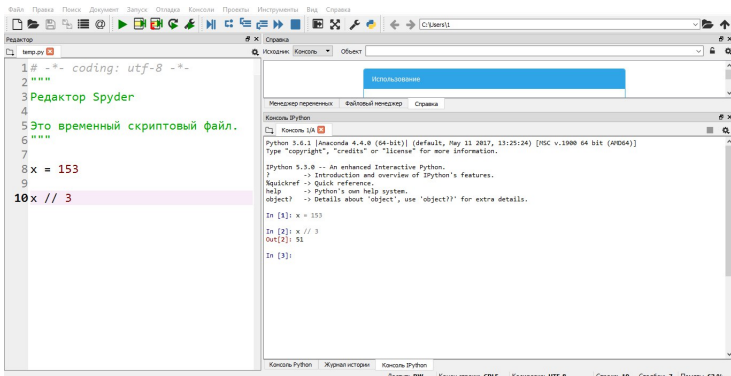 Файл Правка Поиск Документ Запуск Отладка Консоли Проекты Инструменты Вид Справка
C:\Users\1
Редактор
temp.py
1 # -*- coding: utf-8 -*-
2 """
3 Редактор Spyder
4
5 Это временный скриптовый файл.
6 """
7
8 x = 153
9
10 x // 3
Справка
Исходник Консоль Объект
Использование
Менеджер переменных Файловый менеджер Справка
Консоль IPython
Консоль 1/A
Python 3.6.1 |Anaconda 4.4.0 (64-bit)| (default, May 11 2017, 13:25:24) [MSC v.1900 64 bit (AMD64)]
Type "copyright", "credits" or "license" for more information.
IPython 5.3.0 -- An enhanced Interactive Python.
? -> Introduction and overview of IPython's features.
%quickref -> Quick reference.
help -> Python's own help system.
object? -> Details about 'object', use 'object??' for extra details.
In [1]: x = 153
In [2]: x // 3
Out[2]: 51
In [3]:
Консоль Python Журнал истории Консоль IPython